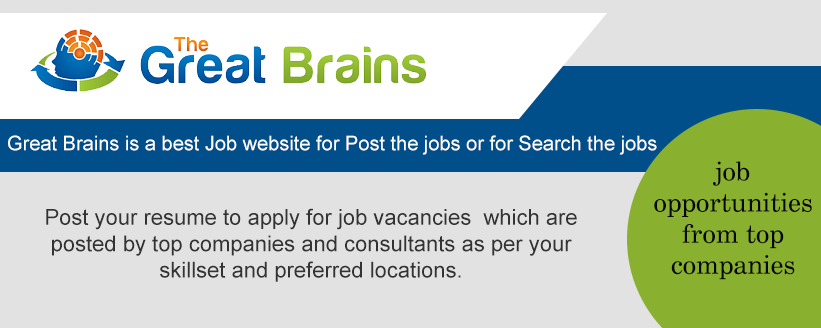 The
Great Brains
Great Brains is a best Job website for Post the jobs or for Search the jobs
Post your resume to apply for job vacancies  which are
posted by top companies and consultants as per your
skillset and preferred locations.
job
opportunities
from top
companies